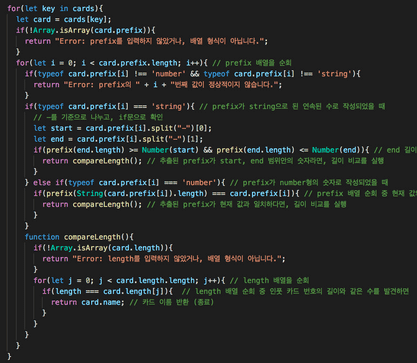 for(let key in cards){
let card = cards[key];
if(!Array.isArray(card.prefix)){
return "Error: prefix를 입력하지 않았거나, 배열 형식이 아닙니다.";
}
for(let i = 0; i < card.prefix.length; i++){ // prefix 배열을 순회
if(typeof card.prefix[i] !== 'number' && typeof card.prefix[i] !== 'string'){
return "Error: prefix의 " + i + "번째 값이 정상적이지 않습니다.";
}
if(typeof card.prefix[i] === 'string'){ // prefix가 string으로 된 연속된 수로 작성되었을 때
// -를 기준으로 나누고, if문으로 확인
let start = card.prefix[i].split("-")[0];
let end = card.prefix[i].split("-")[1];
if(prefix(end.length) >= Number(start) && prefix(end.length) <= Number(end)){ // end 길이
return compareLength(); // 추출된 prefix가 start, end 범위안의 숫자라면, 길이 비교를 실행
}
} else if(typeof card.prefix[i] === 'number'){ // prefix가 number형의 숫자로 작성되었을 때
if(prefix(String(card.prefix[i]).length) === card.prefix[i]){ // prefix 배열 순회 중 현재 값
return compareLength(); // 추출된 prefix가 현재 값과 일치하다면, 길이 비교를 실행
}
}
function compareLength(){
if(!Array.isArray(card.length)){
return "Error: length를 입력하지 않았거나, 배열 형식이 아닙니다.";
}
for(let j = 0; j < card.length.length; j++){ // length 배열을 순회
if(length === card.length[j]){ // length 배열 순회 중 인풋 카드 번호의 길이와 같은 수를 발견하면
return card.name; // 카드 이름 반환 (종료)
}
}
}
}
}